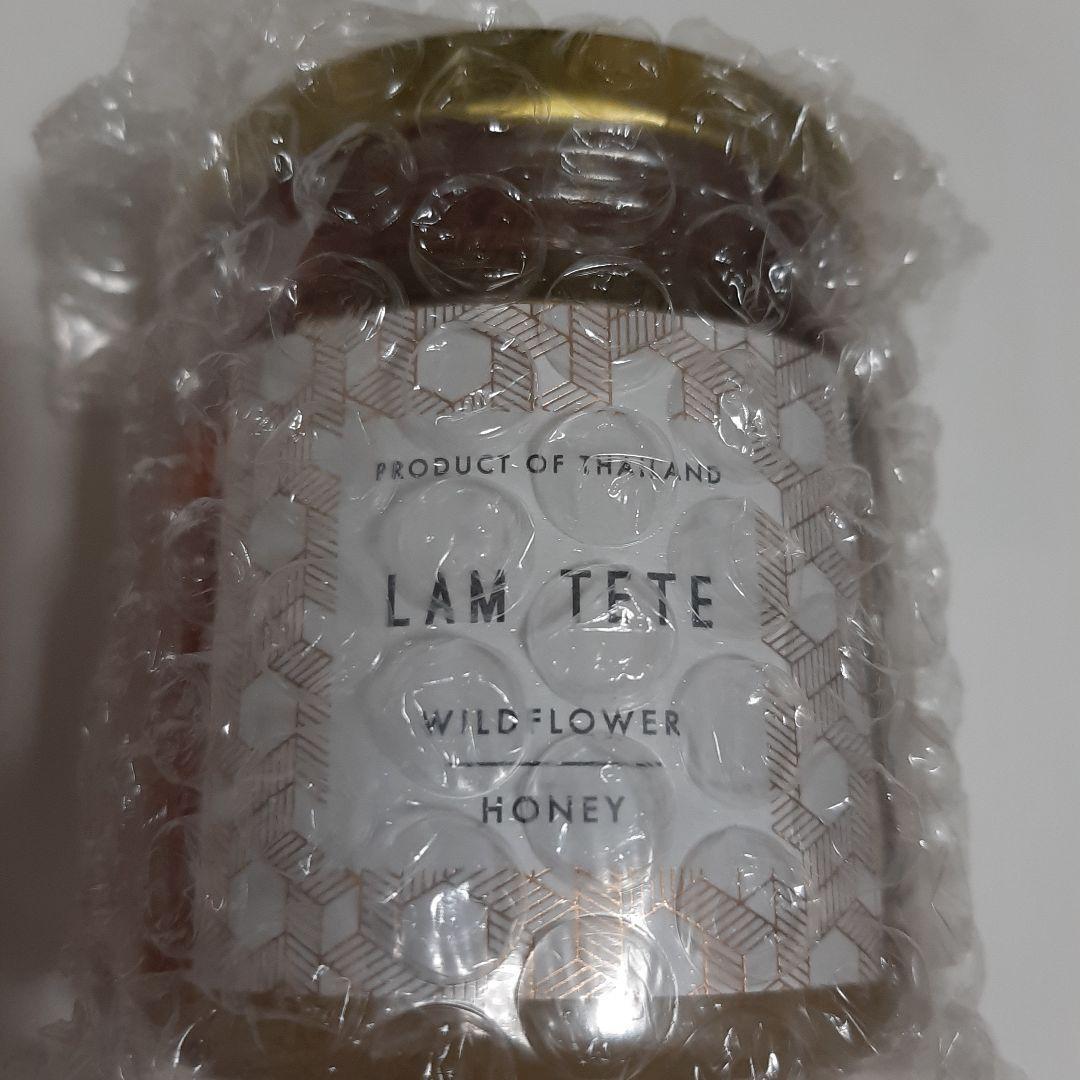 PRODUCT OF THAILAND
LAM TETE
WILDFLOWER
HONEY